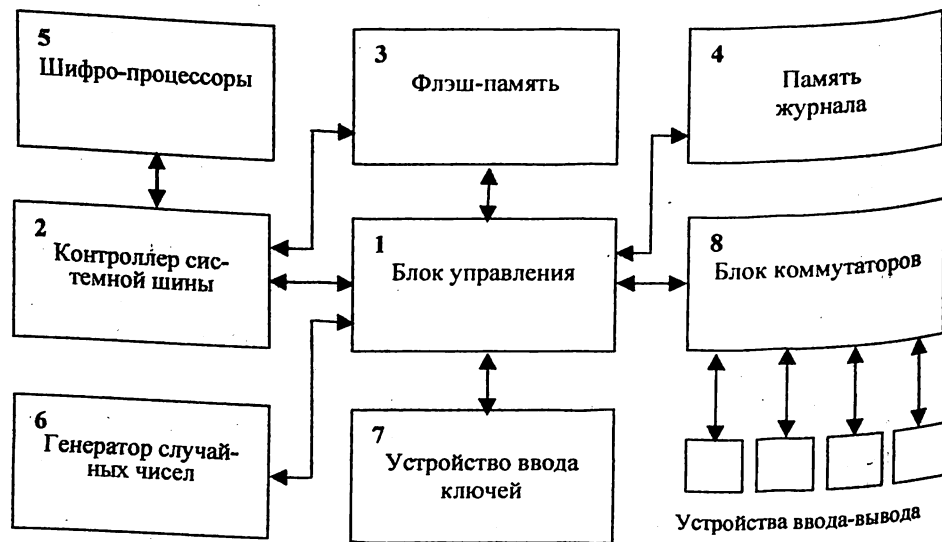 5
Шифро-процессоры
3
Флэш-память
4
Память
журнала
2
Контроллер сис-
темной шины
1
Блок управления
8
Блок коммутаторов
6
Генератор случай-
ных чисел
7
Устройство ввода
ключей
Устройства ввода-вывода